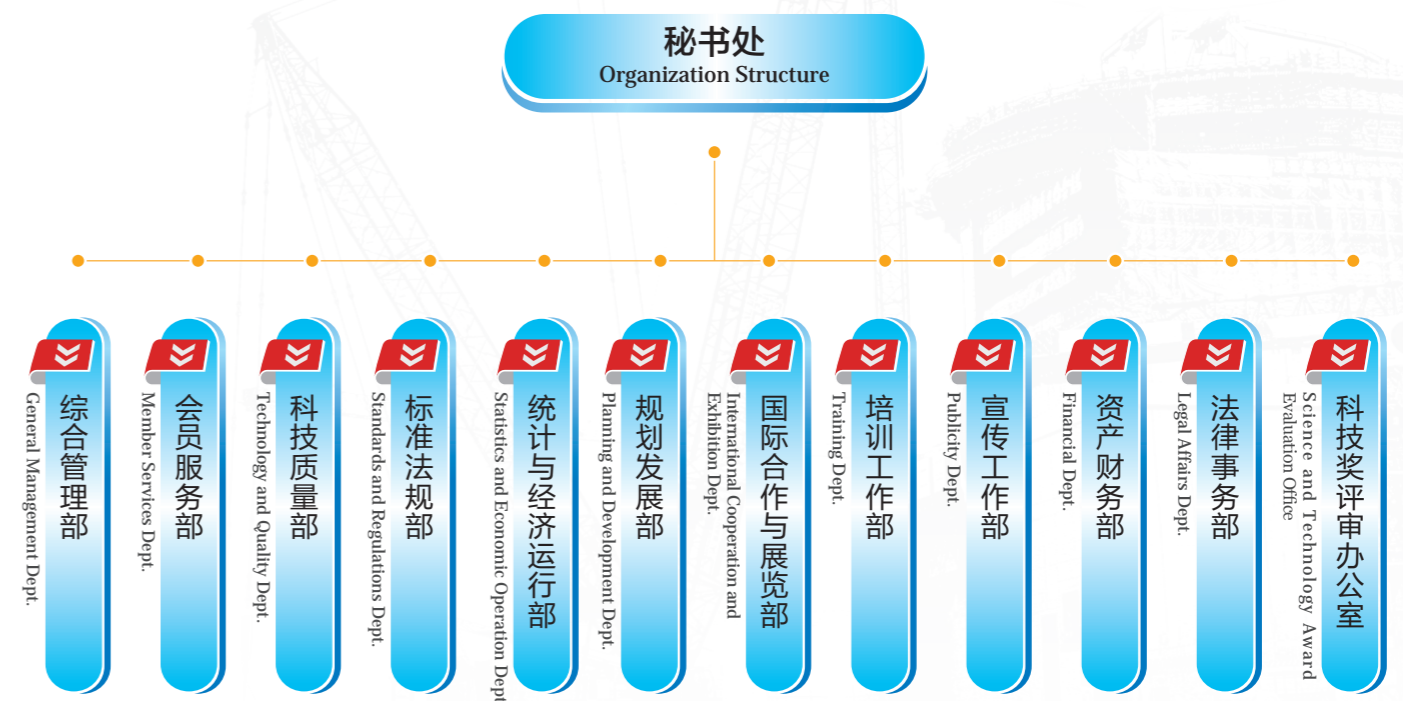 秘书处
Organization Structure
综合管理部
General Management Dept.
会员服务部
Member Services Dept.
科技质量部
Technology and Quality Dept.
标准法规部
Standards and Regulations Dept.
统计与经济运行部
Statistics and Economic Operation Dept
规划发展部
Planning and Development Dept.
国际合作与展览部
International Cooperation and
Exhibition Dept.
培训工作部
Training Dept.
宣传工作部
Publicity Dept.
资产财务部
Financial Dept.
法律事务部
Legal Affairs Dept.
科技奖评审办公室
Science and Technology Award
Evaluation Office